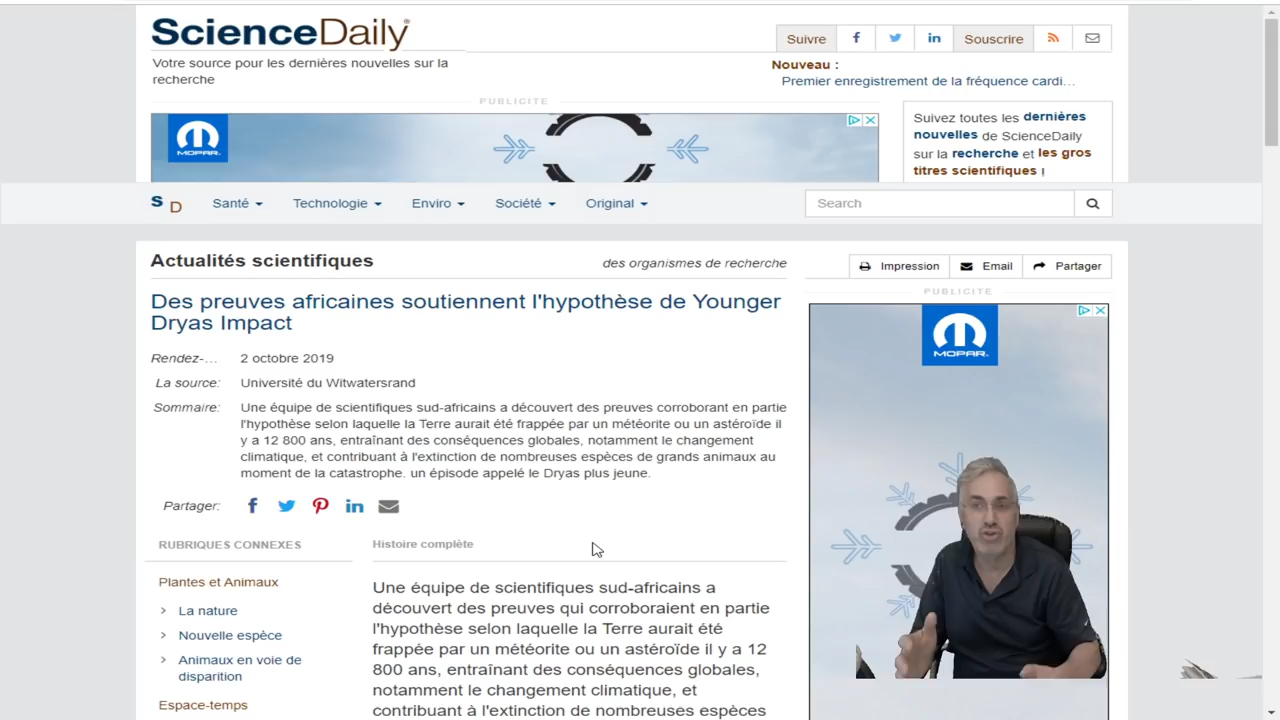 ScienceDaily
Votre source pour les dernières nouvelles sur la
recherche
Suivre
Souscrire
Nouveau :
Premier enregistrement de la fréquence cardi...
PUBLICITE
MOPAR
Suivez toutes les dernières
nouvelles de ScienceDaily
sur la recherche et les gros
titres scientifiques !
SD
Santé
Technologie
Enviro
Société
Original
Search
Actualités scientifiques
des organismes de recherche
Impression
Email
Partager
Des preuves africaines soutiennent l'hypothèse de Younger
Dryas Impact
Rendez-... 2 octobre 2019
La source: Université du Witwatersrand
Sommaire: Une équipe de scientifiques sud-africains a découvert des preuves corroborant en partie
l'hypothèse selon laquelle la Terre aurait été frappée par un météorite ou un astéroïde il
y a 12 800 ans, entraînant des conséquences globales, notamment le changement
climatique, et contribuant à l'extinction de nombreuses espèces de grands animaux au
moment de la catastrophe. un épisode appelé le Dryas plus jeune.
Partager:
PUBLICITE
MOPAR
RUBRIQUES CONNEXES
Plantes et Animaux
La nature
Nouvelle espèce
Animaux en voie de
disparition
Espace-temps
Histoire complète
Une équipe de scientifiques sud-africains a
découvert des preuves qui corroboraient en partie
l'hypothèse selon laquelle la Terre aurait été
frappée par un météorite ou un astéroïde il y a 12
800 ans, entraînant des conséquences globales,
notamment le changement climatique, et
contribuant à l'extinction de nombreuses espèces